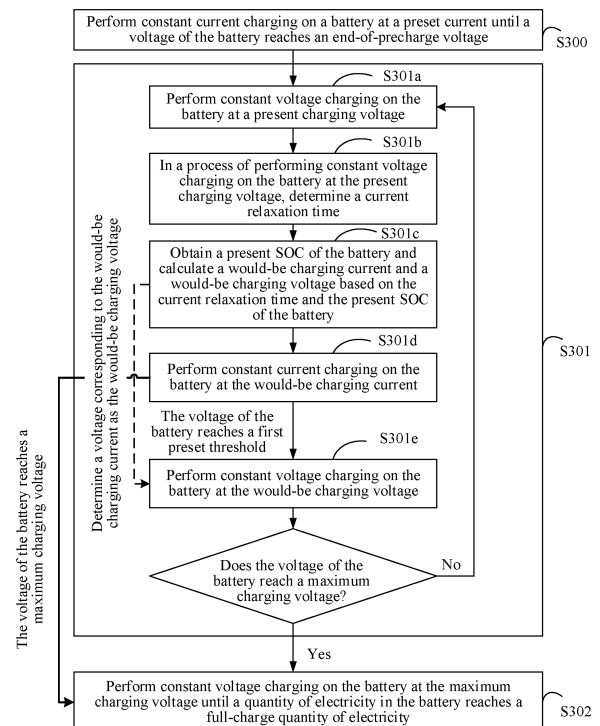 Perform constant current charging on a battery at a preset current until a
voltage of the battery reaches an end-of-precharge voltage
S300
S301a
Perform constant voltage charging on the
battery at a present charging voltage
S301b
In a process of performing constant voltage
charging on the battery at the present
charging voltage, determine a current
relaxation time
S301c
Obtain a present SOC of the battery and
calculate a would-be charging current and a
would-be charging voltage based on the
current relaxation time and the present SOC
of the battery
S301
S301d
Perform constant current charging on the
battery at the would-be charging current
Determine a voltage corresponding to the would-be
charging current as the would-be charging voltage
The voltage of the
battery reaches a first
preset threshold
S301e
Perform constant voltage charging on the
battery at the would-be charging voltage
The voltage of the battery reaches a
maximum charging voltage
Does the voltage of the
battery reach a maximum
charging voltage?
No
Yes
Perform constant voltage charging on the battery at the maximum
charging voltage until a quantity of electricity in the battery reaches a
full-charge quantity of electricity
S302